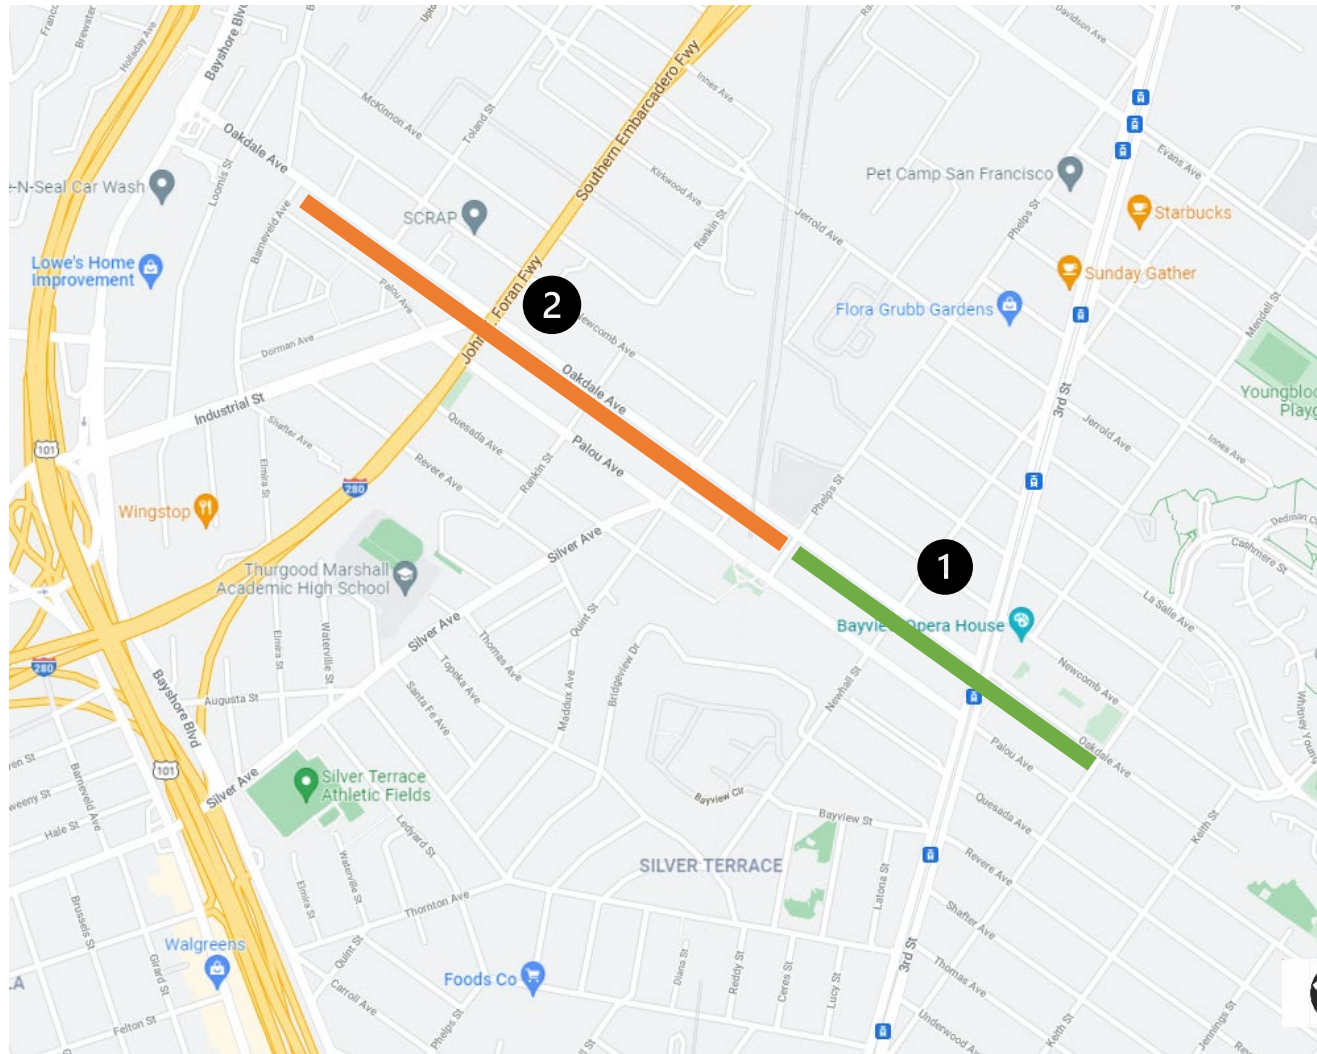 Holladay Ave
Bayshore Blvd
Davidson Ave
Southern Embarcadero Fwy
Innes Ave
McKinnon Ave
Toland St
Oakdale Ave
Evans Ave
Loomis St
Pet Camp San Francisco
Kirkwood Ave
e-N-Seal Car Wash
Barneveld Ave
SCRAP
Rankin St
Jerrold Ave
Phelps St
Starbucks
Lowe's Home
Improvement
Foran Fwy
Sunday Gather
Palou Ave
2
Flora Grubb Gardens
Mendell St
Newcomb Ave
Dorman Ave
Oakdale Ave
Industrial St
3rd St
Shafter Ave
Quesada Ave
Jerrold Ave
Innes Ave
101
Palou Ave
Revere Ave
Rankin St
Elmira St
280
Phelps St
Wingstop
Silver Ave
Cashmere St
Thurgood Marshall
Academic High School
1
La Salle Ave
Quint St
Bayview Opera House
Silver Ave
Elmira St
Waterville St
Thomas Ave
Topeka Ave
Santa Fe Ave
Maddux Ave
Bridgeview Dr
Newhall St
Newcomb Ave
280
Bayshore Blvd
Augusta St
Palou Ave
Oakdale Ave
101
Silver Ave
Silver Terrace
Athletic Fields
Bayview Cir
Bayview St
Quesada Ave
Keith St
Barneveld Ave
Hale St
Ledyard St
SILVER TERRACE
Revere Ave
Waterville St
Elmira St
Brussels St
Thornton Ave
Latona St
Shafter Ave
Walgreens
Girard St
Quint St
Foods Co
Diana St
Reddy St
Ceres St
Lucy St
3rd St
Thomas Ave
Carroll Ave
Phelps St
Felton St
Underwood Ave
Keith St
Jennings St